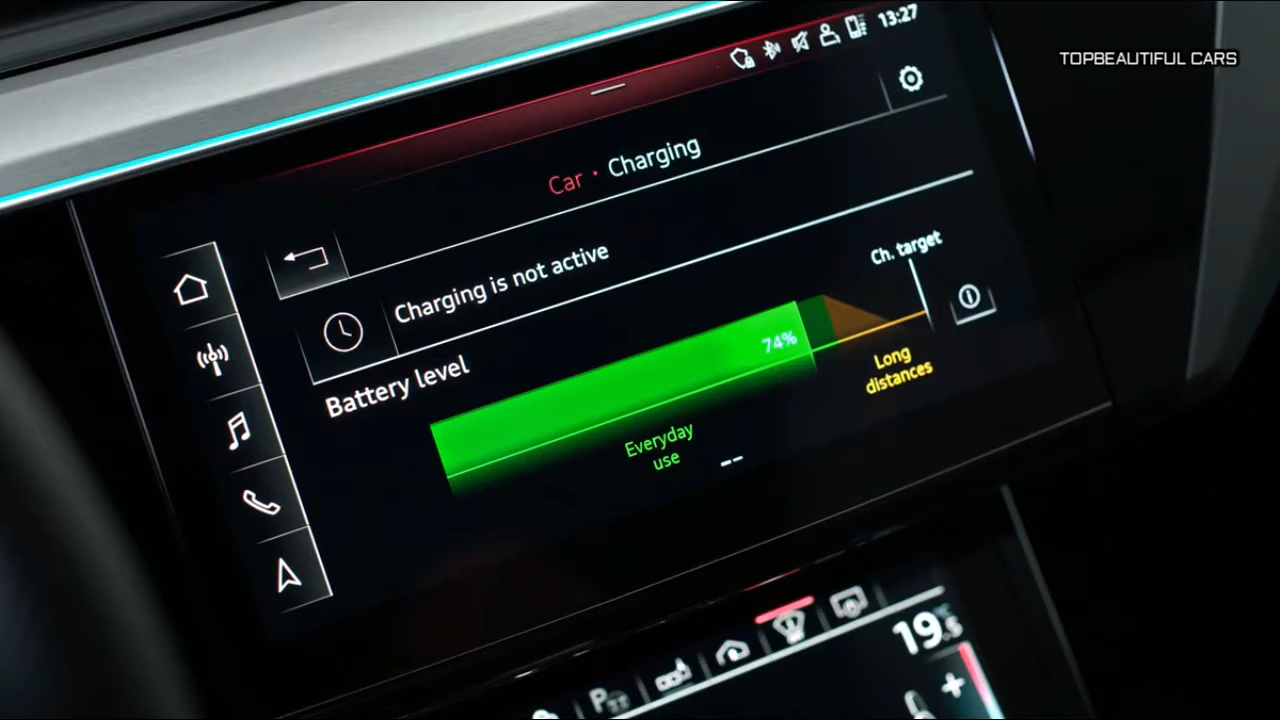 13:27
TOPBEAUTIFUL CARS
Car · Charging
Charging is not active
Ch. target
Battery level
74%
Long
distances
Everyday
use
--
19.5